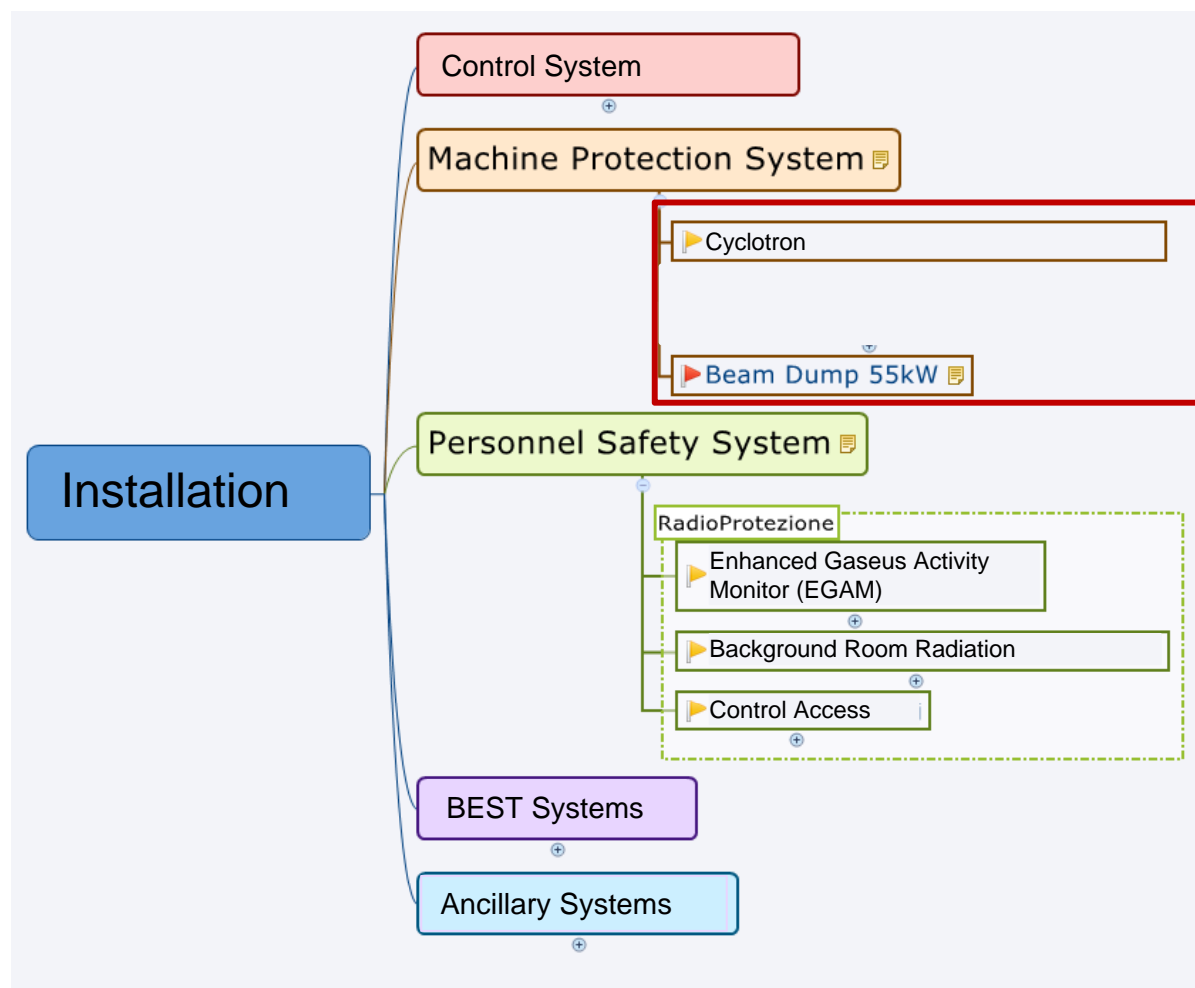 Control System
Machine Protection System
Cyclotron
Beam Dump 55kW
Personnel Safety System
Installation
RadioProtezione
Enhanced Gaseus Activity
Monitor (EGAM)
Background Room Radiation
Control Access
BEST Systems
Ancillary Systems